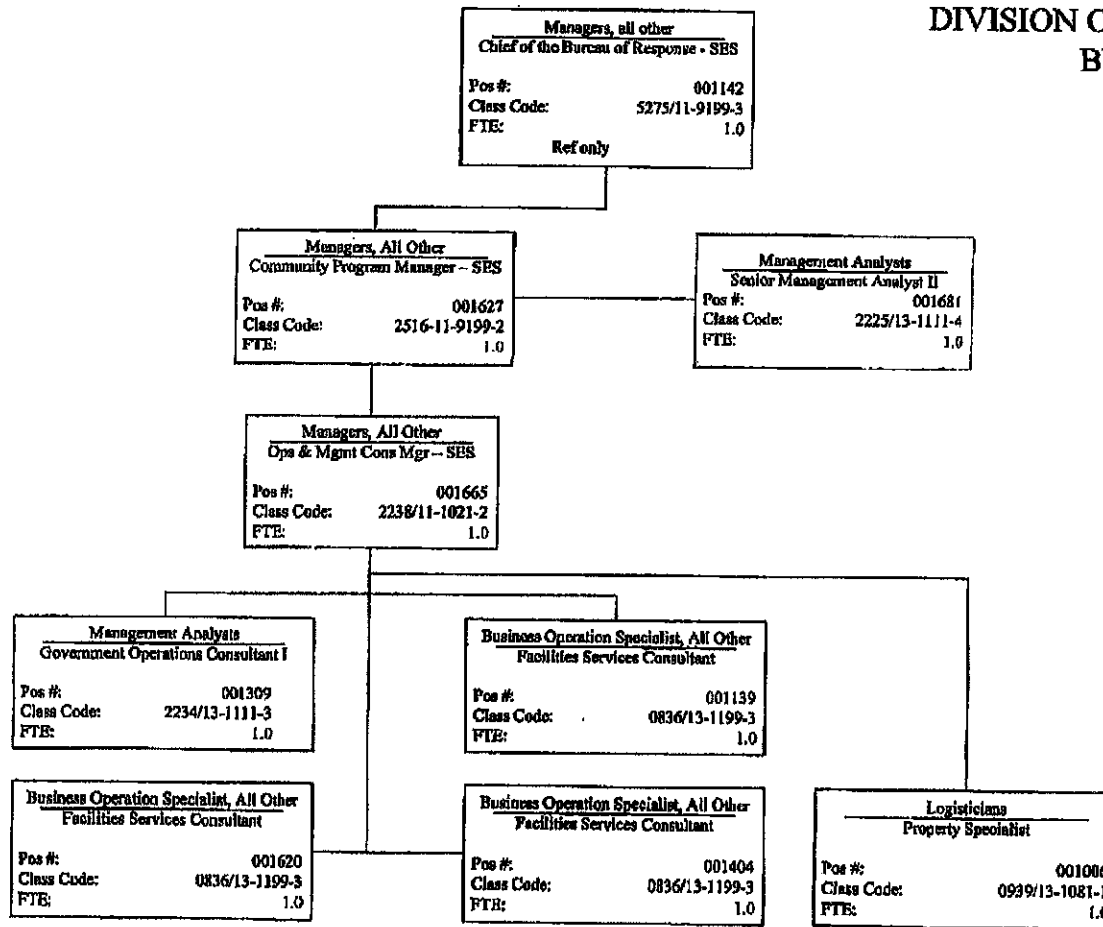 DIVISION O
B
Managers, all other
Chief of the Bureau of Response - SES
Pos #: 001142
Class Code: 5275/11-9199-3
FTE: 1.0
Ref only
Managers, All Other
Community Program Manager – SES
Pos #: 001627
Class Code: 2516-11-9199-2
FTE: 1.0
Management Analysts
Senior Management Analyst II
Pos #: 001681
Class Code: 2225/13-1111-4
FTE: 1.0
Managers, All Other
Ops & Mgmt Cons Mgr – SES
Pos #: 001665
Class Code: 2238/11-1021-2
FTE: 1.0
Management Analysts
Government Operations Consultant I
Pos #: 001309
Class Code: 2234/13-1111-3
FTE: 1.0
Business Operation Specialist, All Other
Facilities Services Consultant
Pos #: 001139
Class Code: 0836/13-1199-3
FTE: 1.0
Business Operation Specialist, All Other
Facilities Services Consultant
Pos #: 001620
Class Code: 0836/13-1199-3
FTE: 1.0
Business Operation Specialist, All Other
Facilities Services Consultant
Pos #: 001404
Class Code: 0836/13-1199-3
FTE: 1.0
Logisticians
Property Specialist
Pos #: 001006
Class Code: 0939/13-1081-
FTE: 1.0